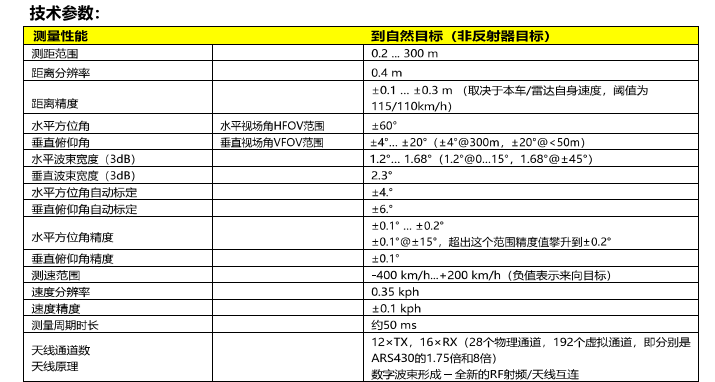 技术参数：
测量性能 到自然目标（非反射器目标）
测距范围 0.2 … 300 m
距离分辨率 0.4 m
距离精度 ±0.1 … ±0.3 m （取决于本车/雷达自身速度，阈值为
115/110km/h）
水平方位角 水平视场角HFOV范围 ±60°
垂直俯仰角 垂直视场角VFOV范围 ±4°… ±20°（±4°@300m，±20°@<50m）
水平波束宽度（3dB） 1.2°… 1.68°（1.2°@0…15°，1.68°@±45°）
垂直波束宽度（3dB） 2.3°
水平方位角自动标定 ±4.°
垂直俯仰角自动标定 ±6.°
水平方位角精度 ±0.1° … ±0.2°
±0.1°@±15°，超出这个范围精度值攀升到±0.2°
垂直俯仰角精度 ±0.1°
测速范围 -400 km/h…+200 km/h（负值表示来向目标）
速度分辨率 0.35 kph
速度精度 ±0.1 kph
测量周期时长 约50 ms
天线通道数 12×TX，16×RX（28个物理通道，192个虚拟通道，即分别是
ARS430的1.75倍和8倍）
天线原理 数字波束形成 – 全新的RF射频/天线互连